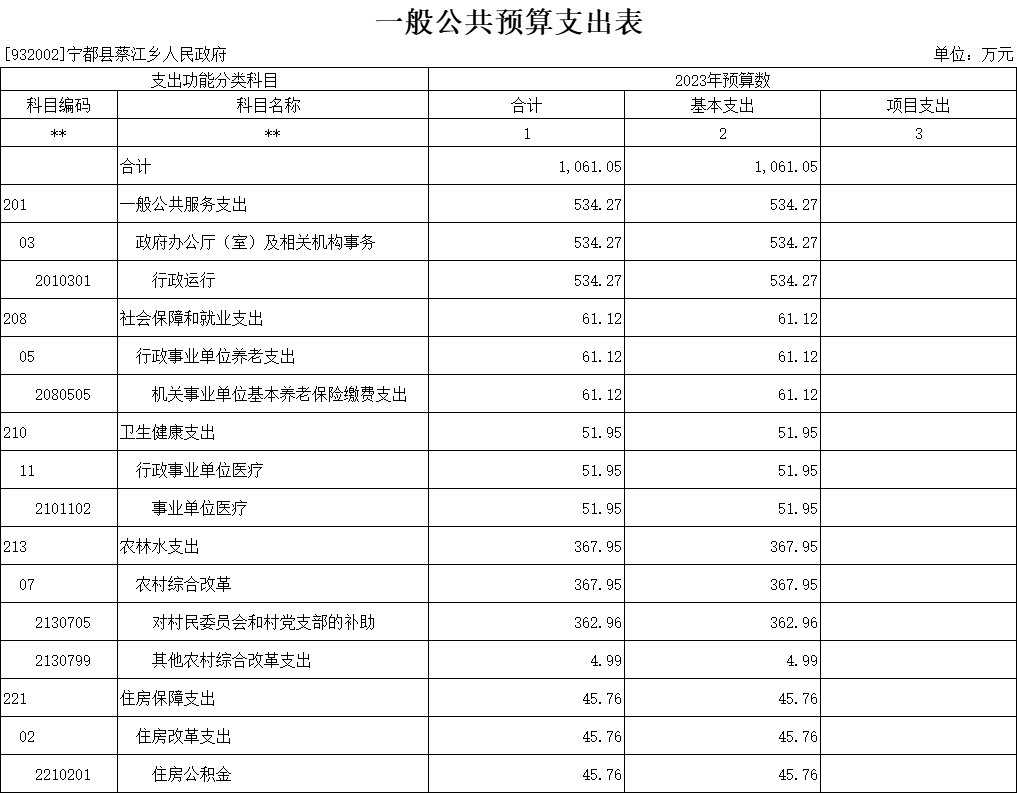 一般公共预算支出表
[932002]宁都县蔡江乡人民政府 单位：万元
支出功能分类科目 2023年预算数
科目编码 科目名称 合计 基本支出 项目支出
** ** 1 2 3
合计 1,061.05 1,061.05
201 一般公共服务支出 534.27 534.27
03 政府办公厅（室）及相关机构事务 534.27 534.27
2010301 行政运行 534.27 534.27
208 社会保障和就业支出 61.12 61.12
05 行政事业单位养老支出 61.12 61.12
2080505 机关事业单位基本养老保险缴费支出 61.12 61.12
210 卫生健康支出 51.95 51.95
11 行政事业单位医疗 51.95 51.95
2101102 事业单位医疗 51.95 51.95
213 农林水支出 367.95 367.95
07 农村综合改革 367.95 367.95
2130705 对村民委员会和村党支部的补助 362.96 362.96
2130799 其他农村综合改革支出 4.99 4.99
221 住房保障支出 45.76 45.76
02 住房改革支出 45.76 45.76
2210201 住房公积金 45.76 45.76